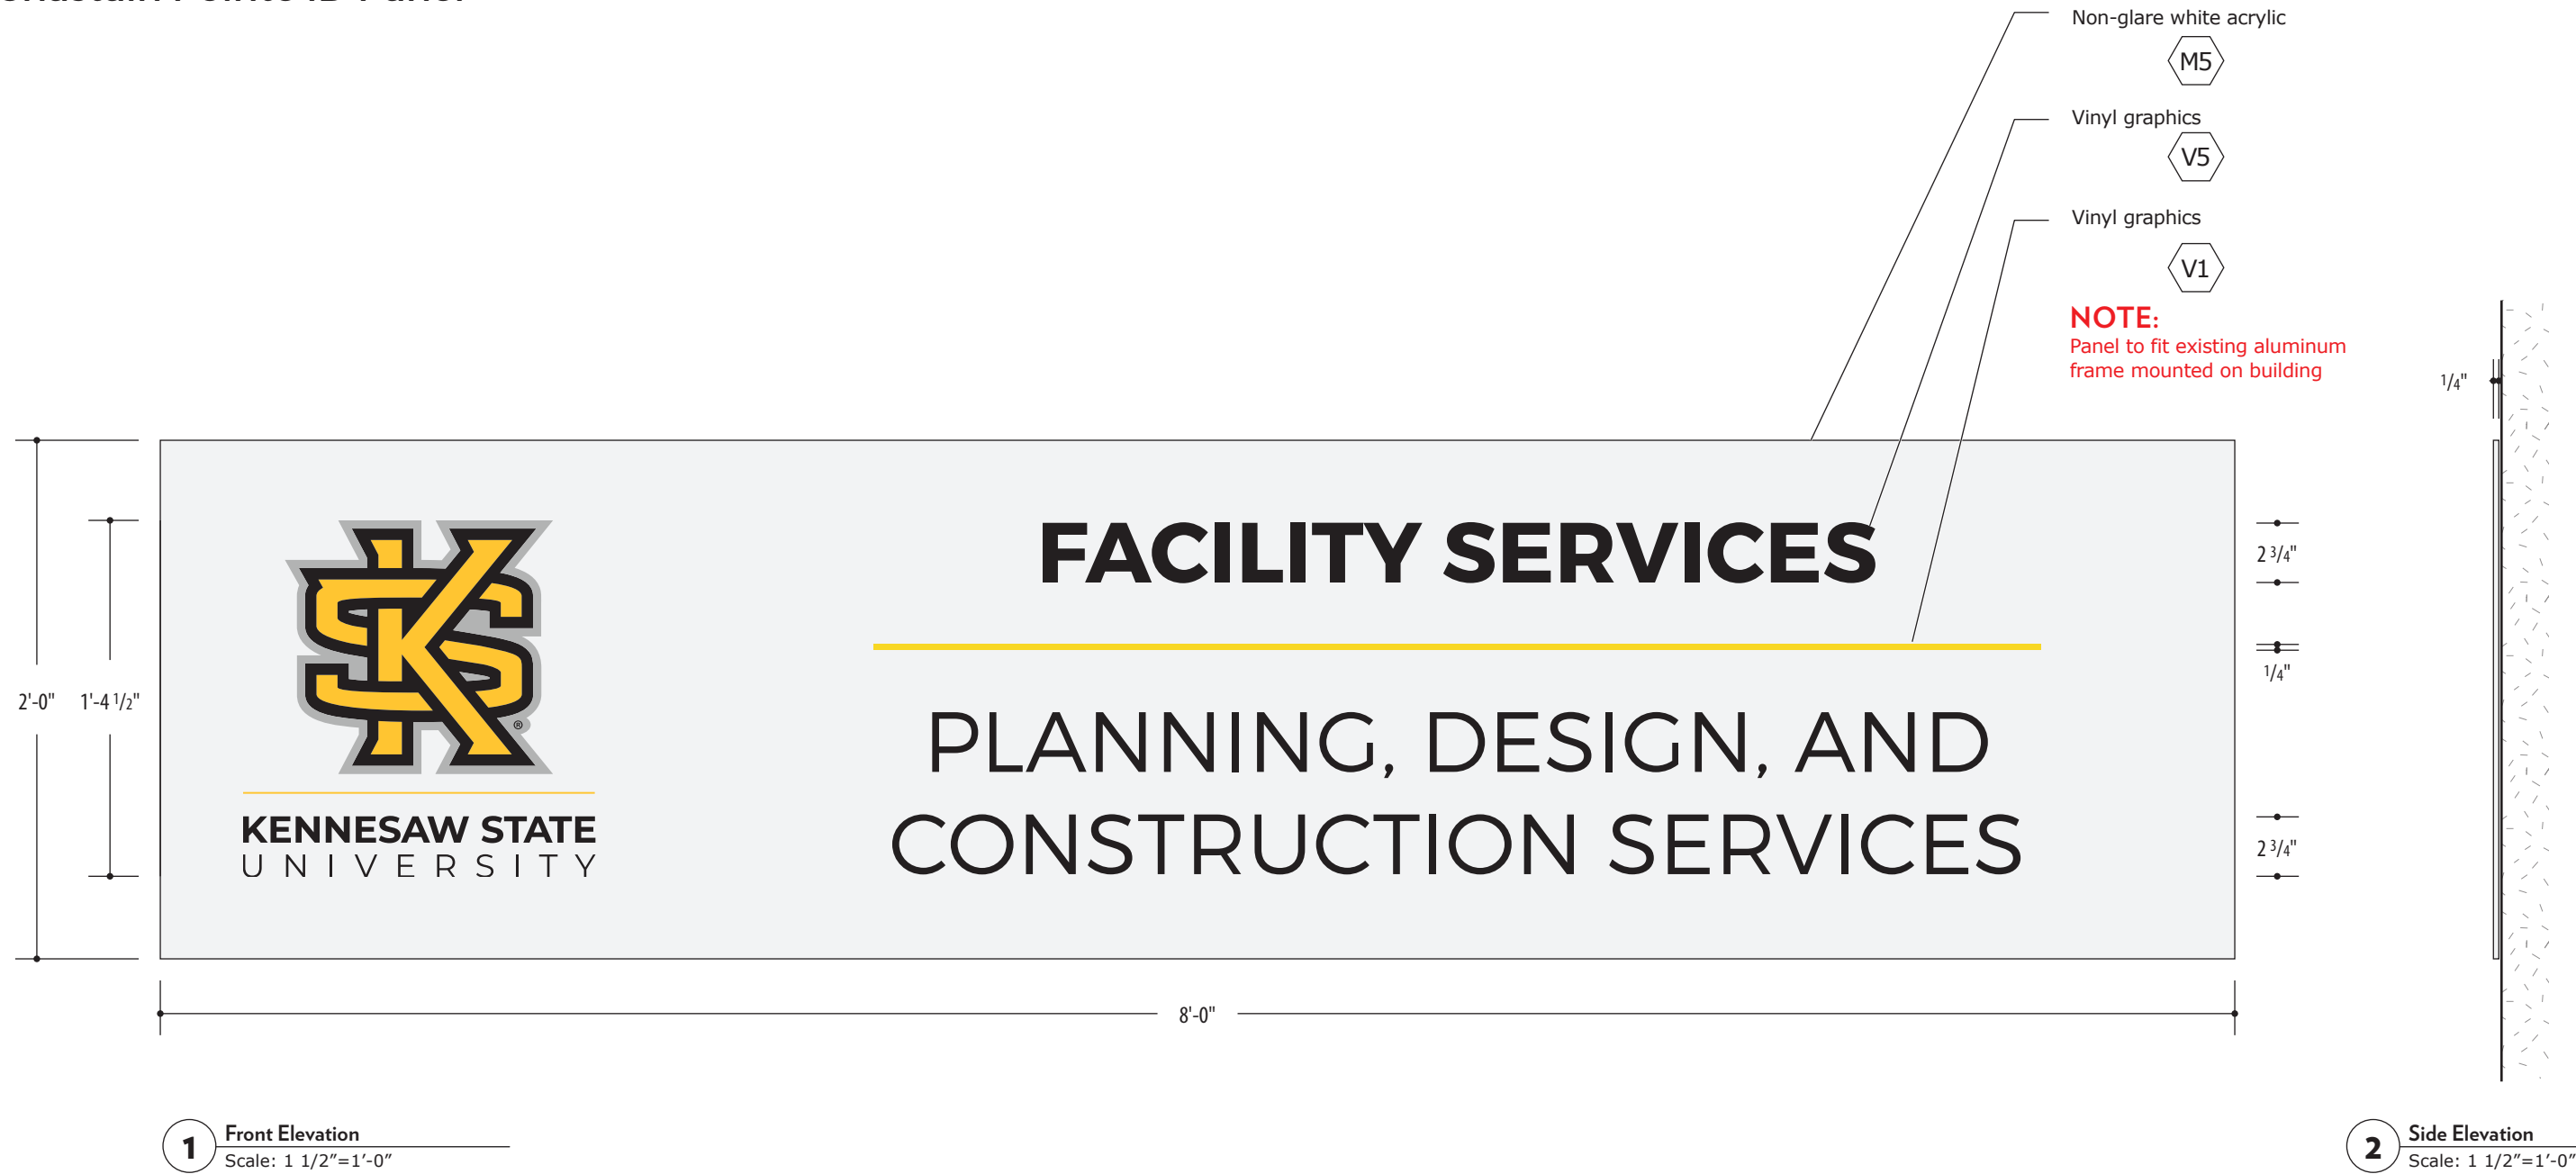 Non-glare white acrylic
M5
Vinyl graphics
V5
Vinyl graphics
V1
NOTE:
Panel to fit existing aluminum
frame mounted on building
1/4"
FACILITY SERVICES
2 3/4"
1/4"
2'-0"
1'-4 1/2"
KS
®
PLANNING, DESIGN, AND
CONSTRUCTION SERVICES
2 3/4"
KENNESAW STATE
UNIVERSITY
8'-0"
1
Front Elevation
Scale: 1 1/2"=1'-0"
2
Side Elevation
Scale: 1 1/2"=1'-0"